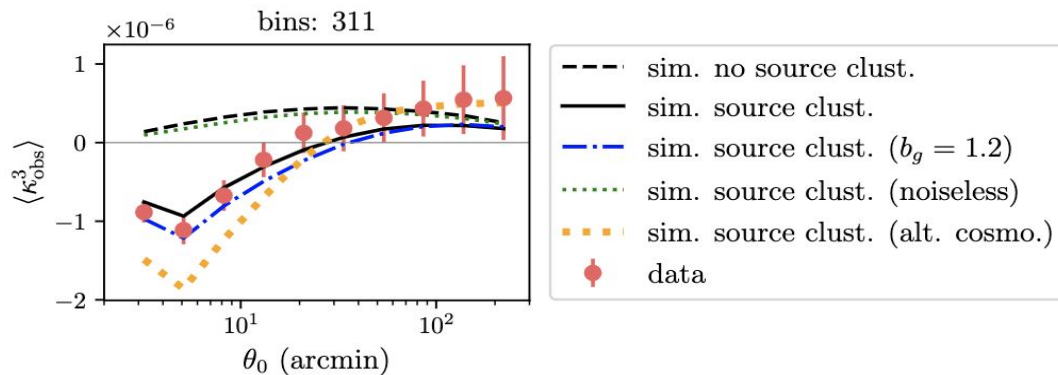 ×10⁻⁶
bins: 311
1
0
−1
−2
⟨κ³obs⟩
10¹
10²
θ₀ (arcmin)
sim. no source clust.
sim. source clust.
sim. source clust. (b_g = 1.2)
sim. source clust. (noiseless)
sim. source clust. (alt. cosmo.)
data